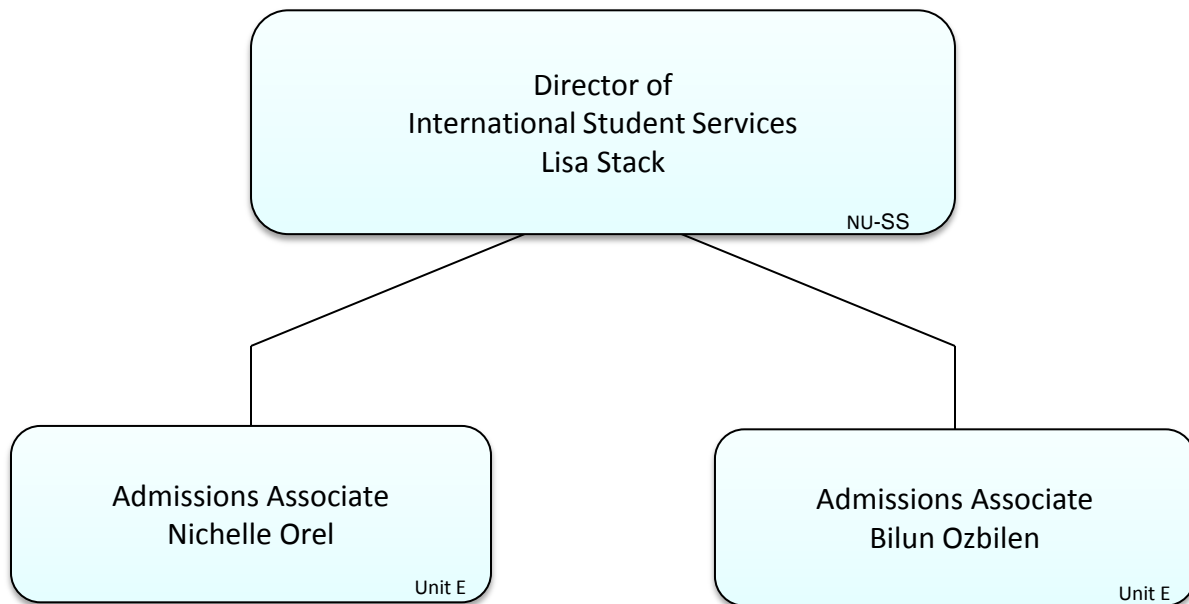 Director of
International Student Services
Lisa Stack
NU-SS
Admissions Associate
Nichelle Orel
Unit E
Admissions Associate
Bilun Ozbilen
Unit E